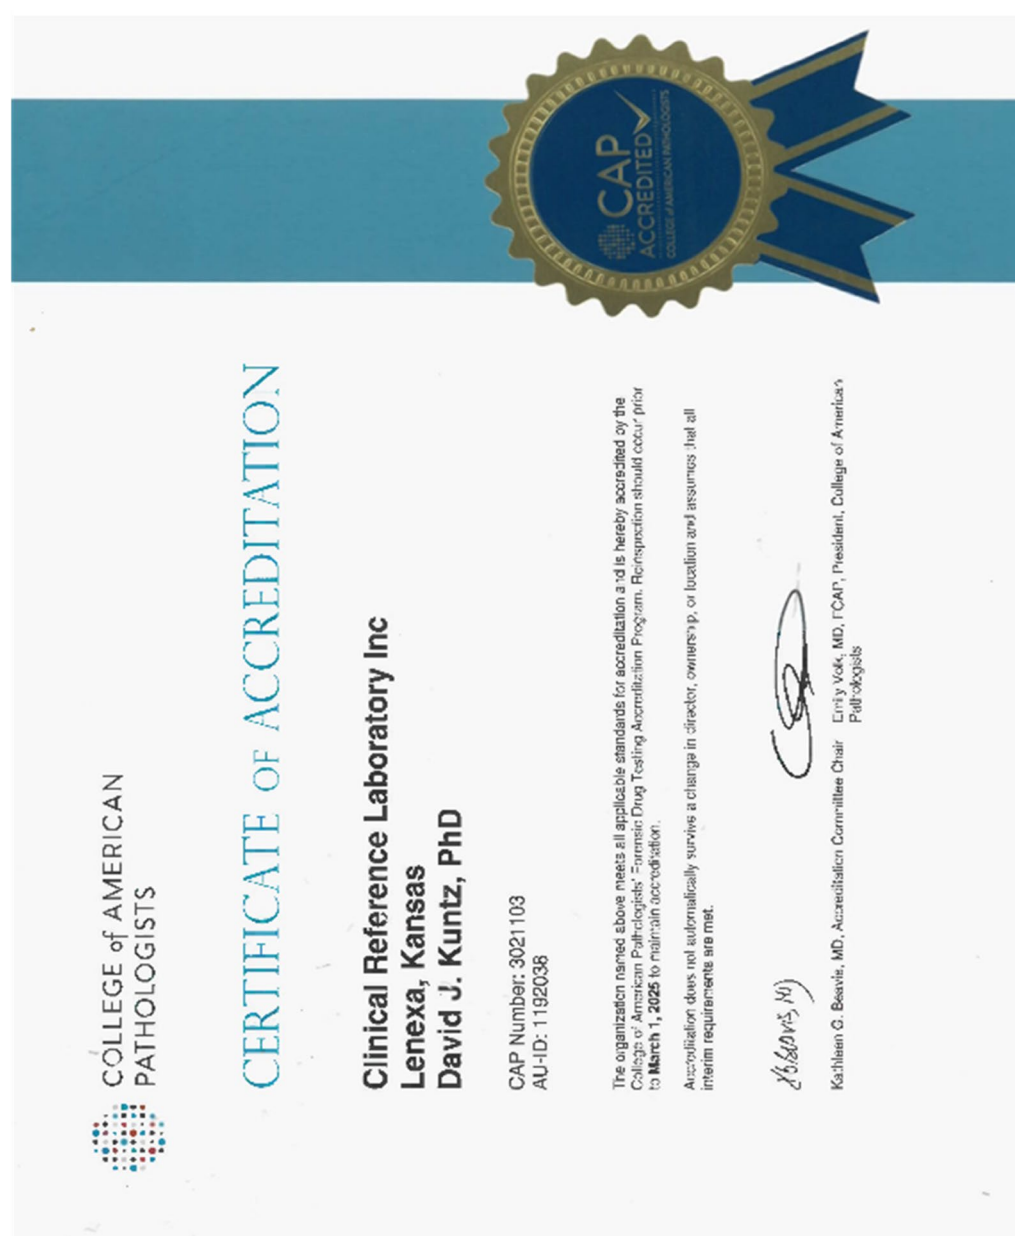 COLLEGE of AMERICAN
PATHOLOGISTS
CERTIFICATE OF ACCREDITATION
Clinical Reference Laboratory Inc
Lenexa, Kansas
David J. Kuntz, PhD
CAP Number: 3021103
AU-ID: 1192038
The organization named above meets all applicable standards for accreditation and is hereby accredited by the
College of American Pathologists' Forensic Drug Testing Accreditation Program. Reinspection should occur prior
to March 1, 2025 to maintain accreditation.
Accreditation does not automatically survive a change in director, ownership, or location and assumes that all
interim requirements are met.
Kathleen G. Beavis, MD, Accreditation Committee Chair
Emily Volk, MD, FCAP, President, College of American
Pathologists
CAP
ACCREDITED
COLLEGE of AMERICAN PATHOLOGISTS